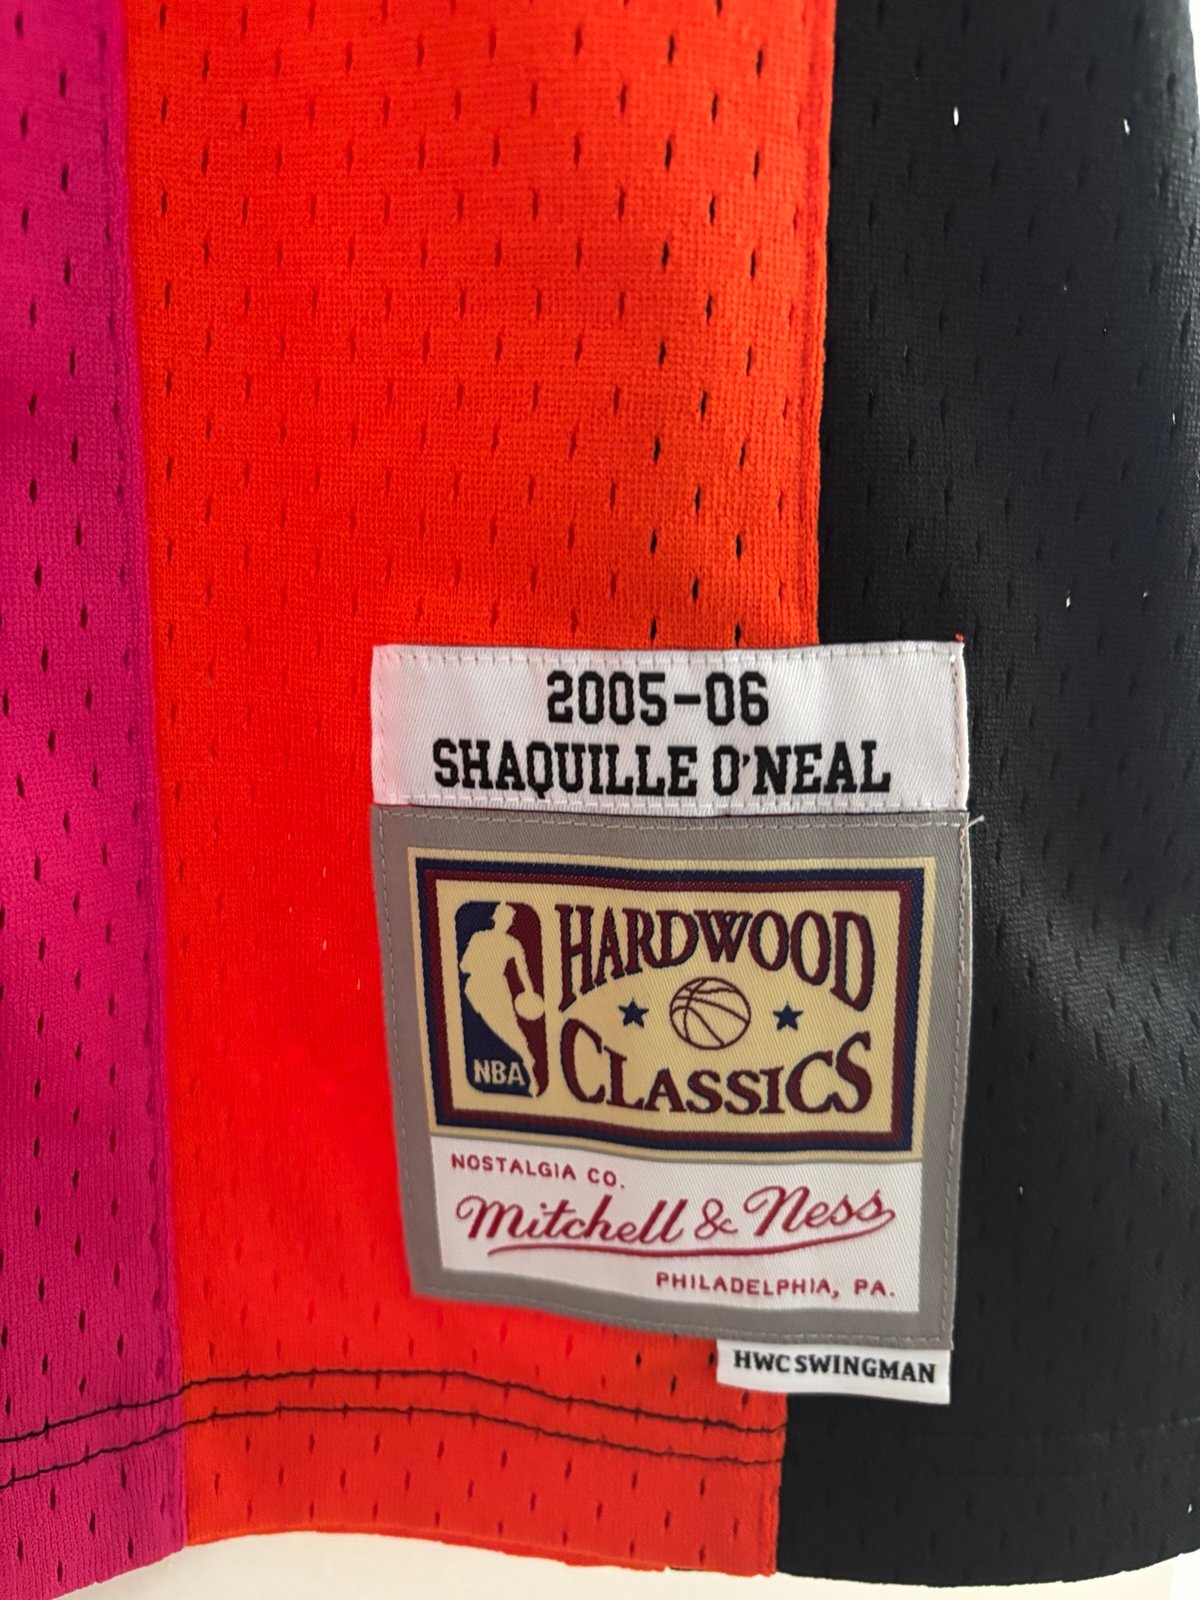 2005-06
SHAQUILLE O'NEAL
HARDWOOD
CLASSICS
NBA
NOSTALGIA CO.
Mitchell & Ness
PHILADELPHIA, PA.
HWC SWINGMAN